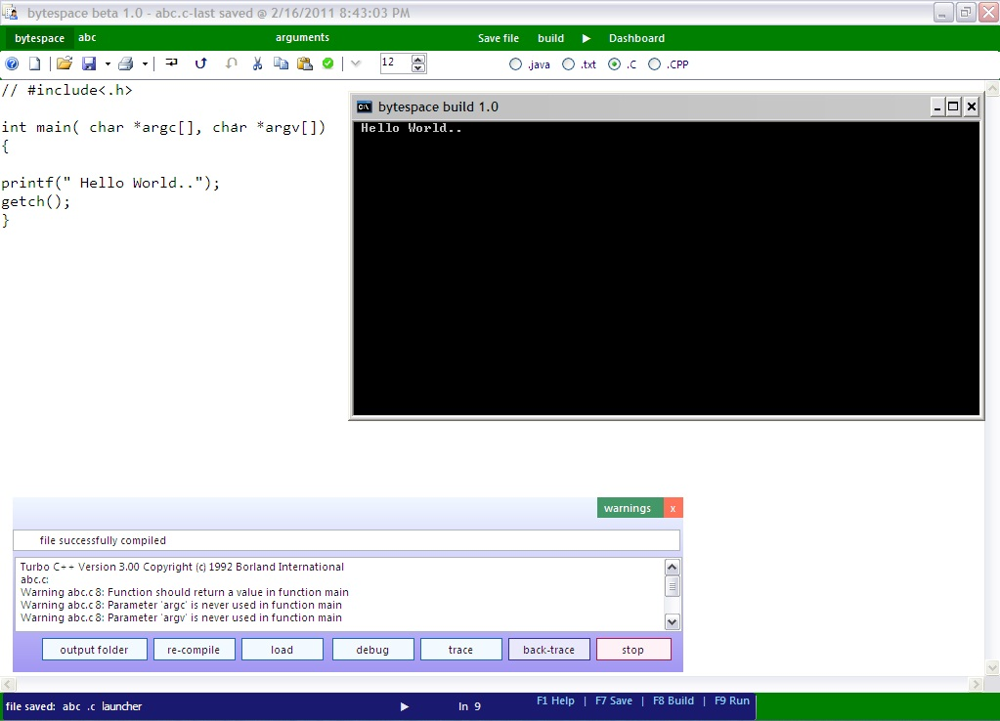 bytespace beta 1.0 - abc.c-last saved @ 2/16/2011 8:43:03 PM
bytespace abc arguments Save file build Dashboard
12 .java .txt .C .CPP
// #include<.h>
int main( char *argc[], char *argv[])
{
printf(" Hello World..");
getch();
}
C:\ bytespace build 1.0
Hello World..
warnings x
file successfully compiled
Turbo C++ Version 3.00 Copyright (c) 1992 Borland International
abc.c:
Warning abc.c 8: Function should return a value in function main
Warning abc.c 8: Parameter 'argc' is never used in function main
Warning abc.c 8: Parameter 'argv' is never used in function main
output folder re-compile load debug trace back-trace stop
file saved: abc .c launcher ln 9 F1 Help | F7 Save | F8 Build | F9 Run